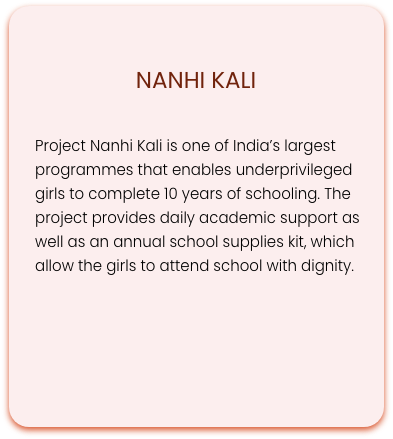 NANHI KALI
Project Nanhi Kali is one of India’s largest
programmes that enables underprivileged
girls to complete 10 years of schooling. The
project provides daily academic support as
well as an annual school supplies kit, which
allow the girls to attend school with dignity.